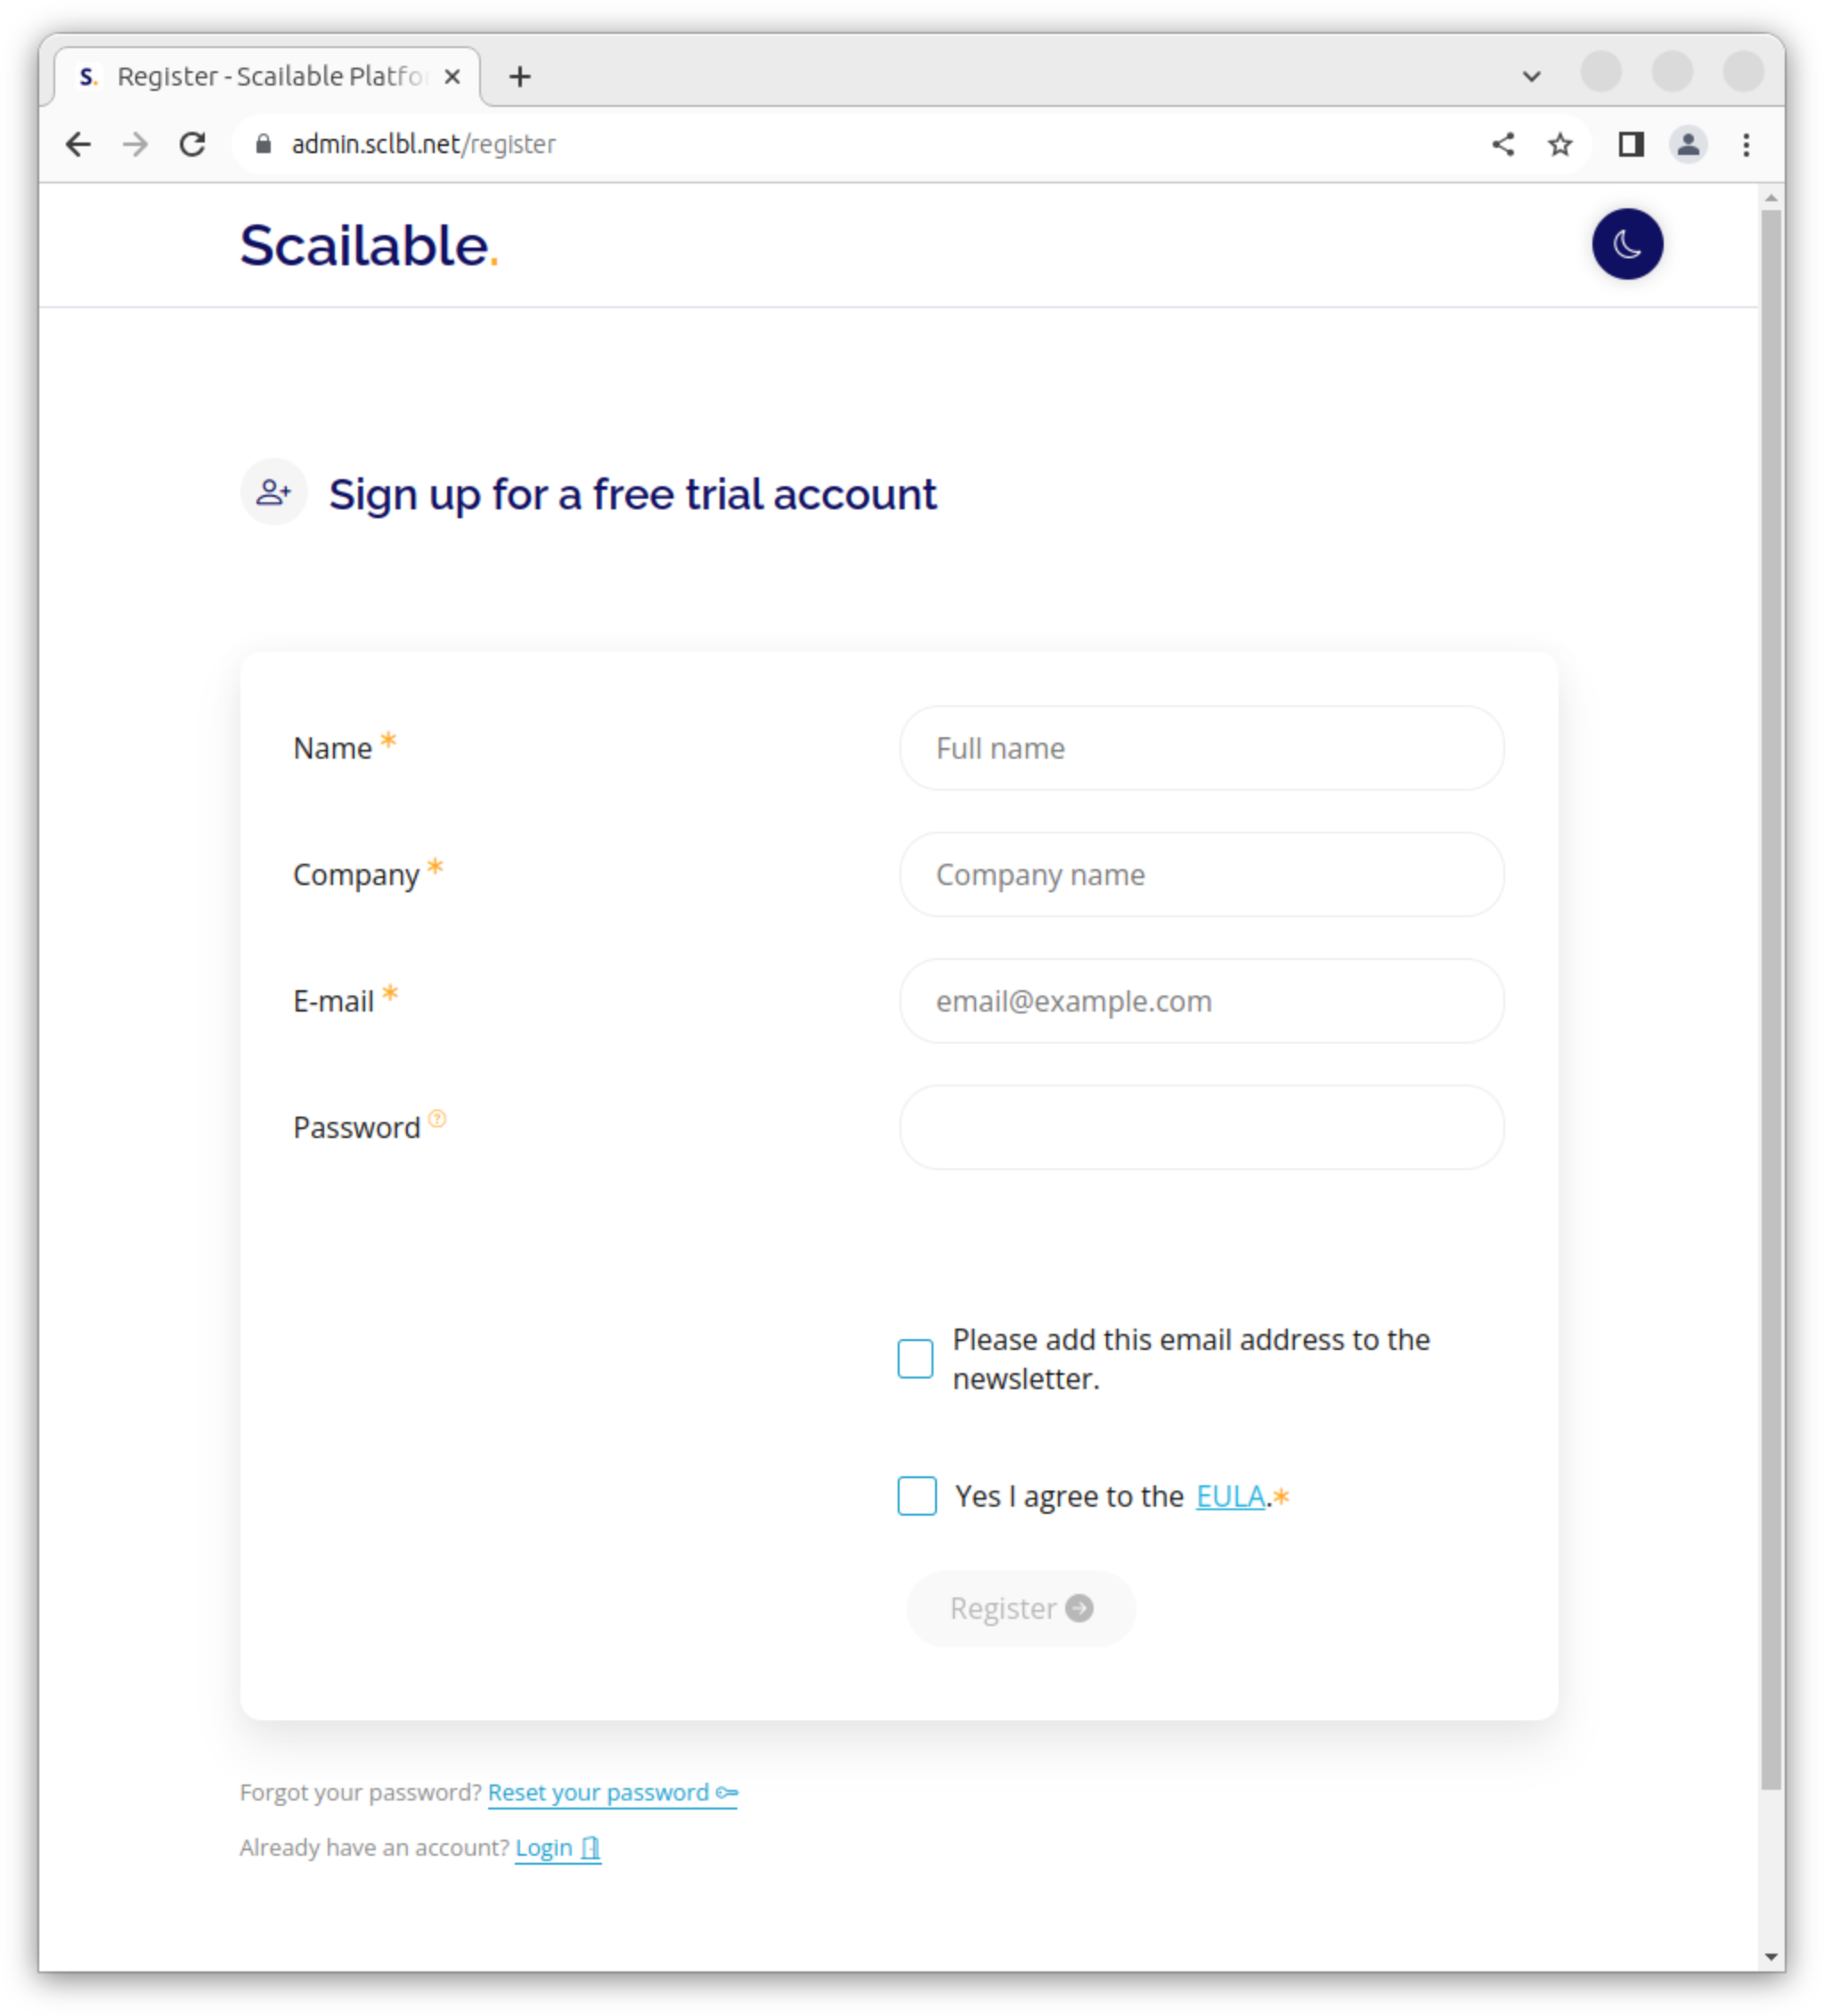 S. Register - Scailable Platfo
admin.sclbl.net/register
Scailable.
Sign up for a free trial account
Name *
Full name
Company *
Company name
E-mail *
email@example.com
Password ?
Please add this email address to the
newsletter.
Yes I agree to the EULA.*
Register
Forgot your password? Reset your password
Already have an account? Login